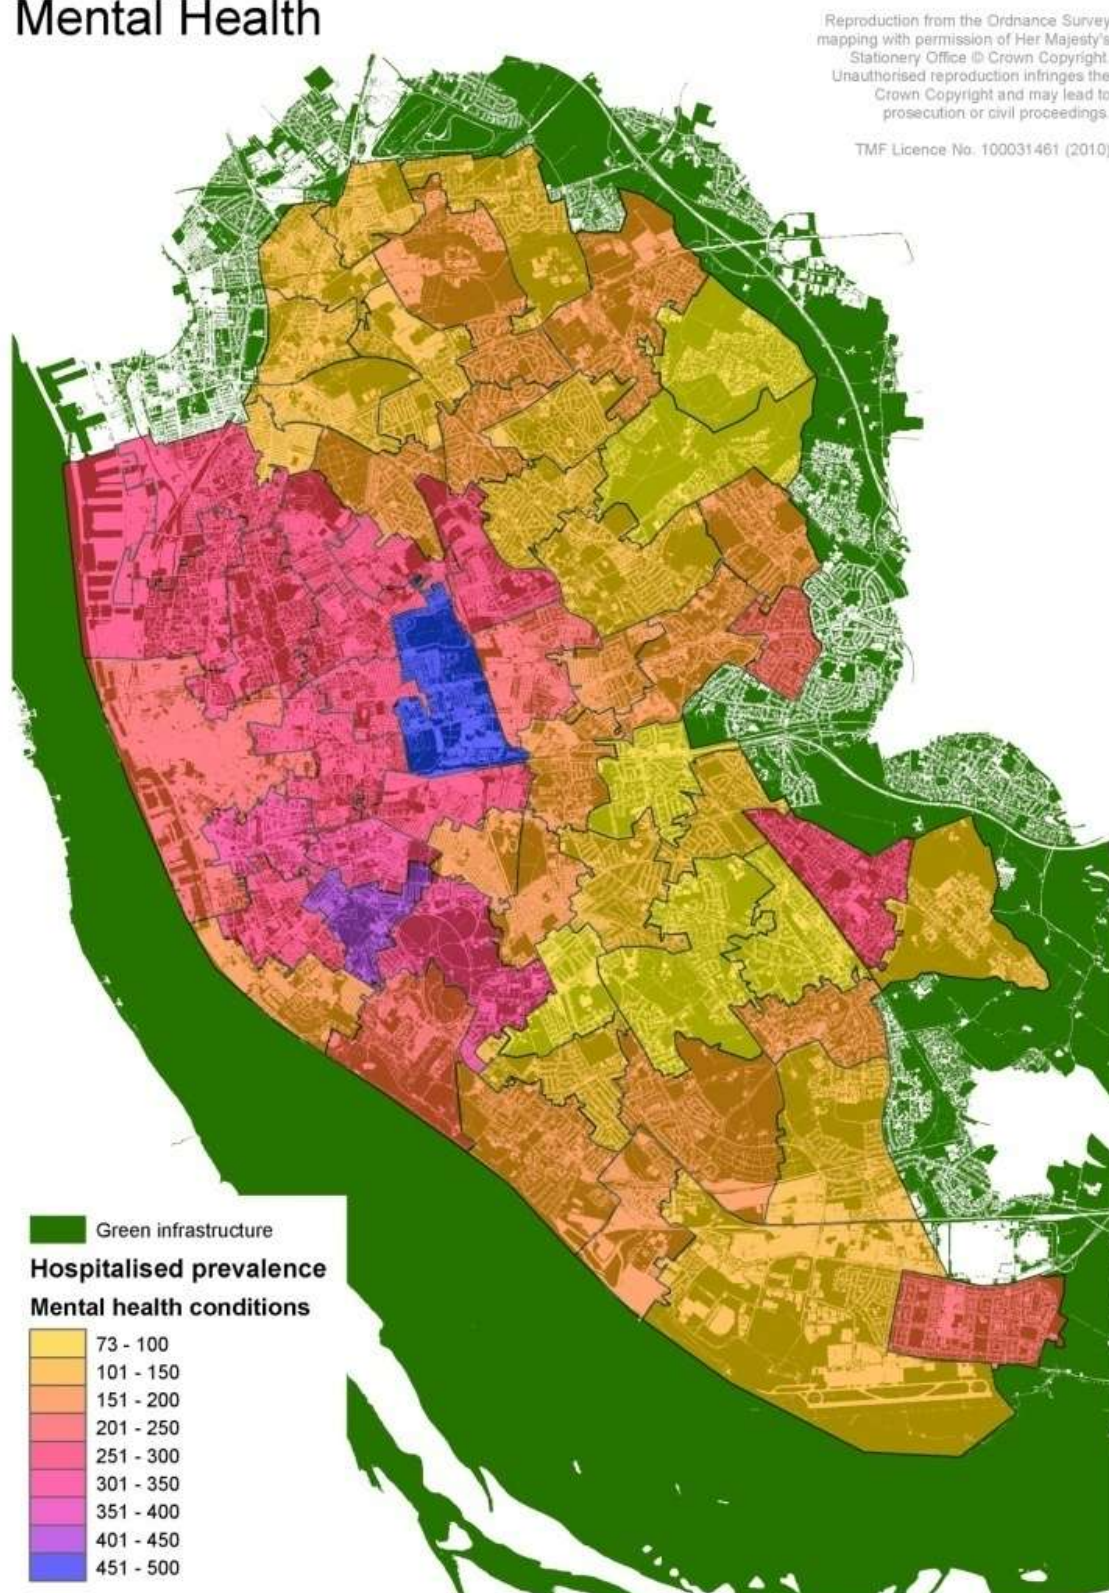 Mental Health
Reproduction from the Ordnance Survey
mapping with permission of Her Majesty's
Stationery Office © Crown Copyright
Unauthorised reproduction infringes the
Crown Copyright and may lead to
prosecution or civil proceedings.
TMF Licence No. 100031461 (2010)
Green infrastructure
Hospitalised prevalence
Mental health conditions
73 - 100
101 - 150
151 - 200
201 - 250
251 - 300
301 - 350
351 - 400
401 - 450
451 - 500